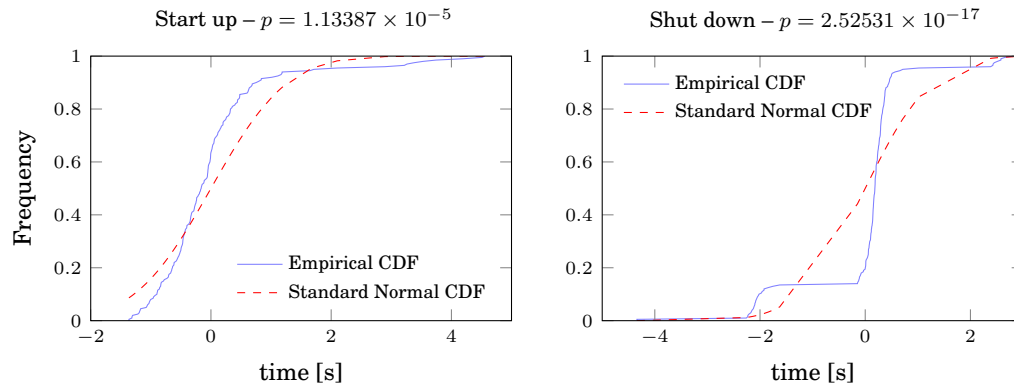 Start up – p = 1.13387 × 10⁻⁵
Frequency
1
0.8
0.6
0.4
0.2
0
−2
0
2
4
Empirical CDF
Standard Normal CDF
time [s]
Shut down – p = 2.52531 × 10⁻¹⁷
1
0.8
0.6
0.4
0.2
0
−4
−2
0
2
Empirical CDF
Standard Normal CDF
time [s]